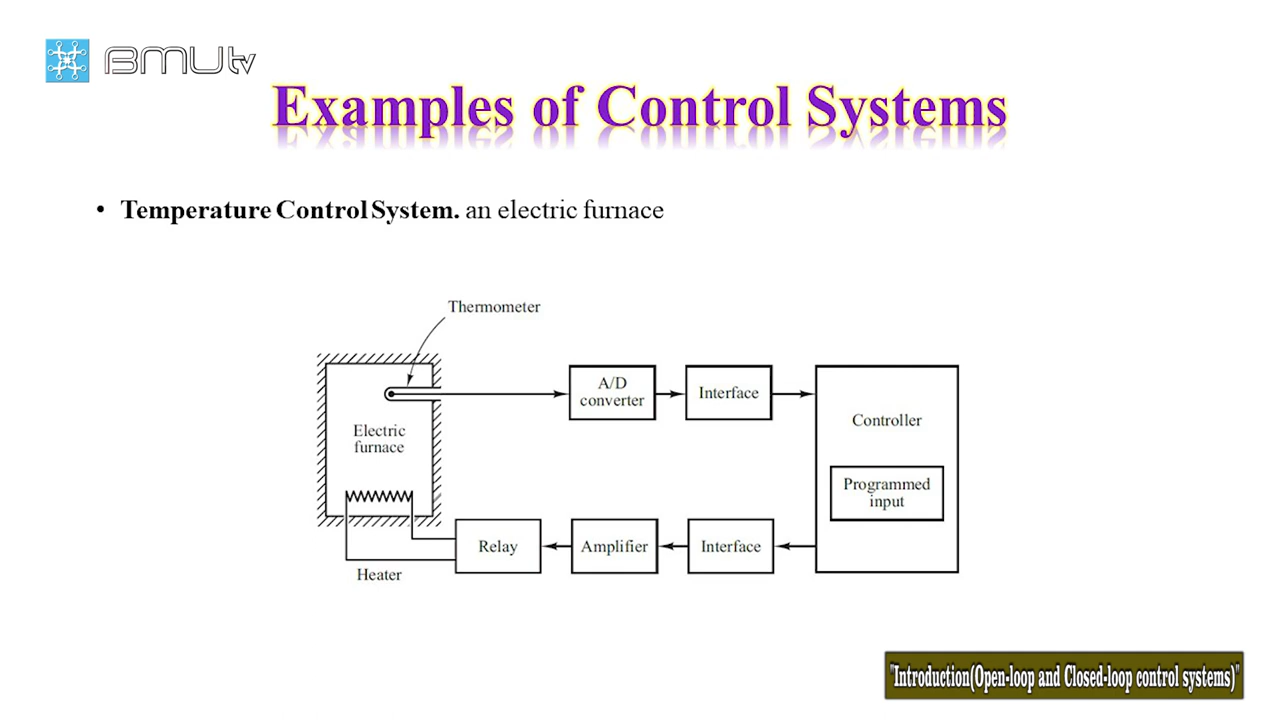 BMUtv
Examples of Control Systems
• Temperature Control System. an electric furnace
Thermometer
A/D
converter
Interface
Controller
Electric
furnace
Programmed
input
Relay
Amplifier
Interface
Heater
"Introduction(Open-loop and Closed-loop control systems)"